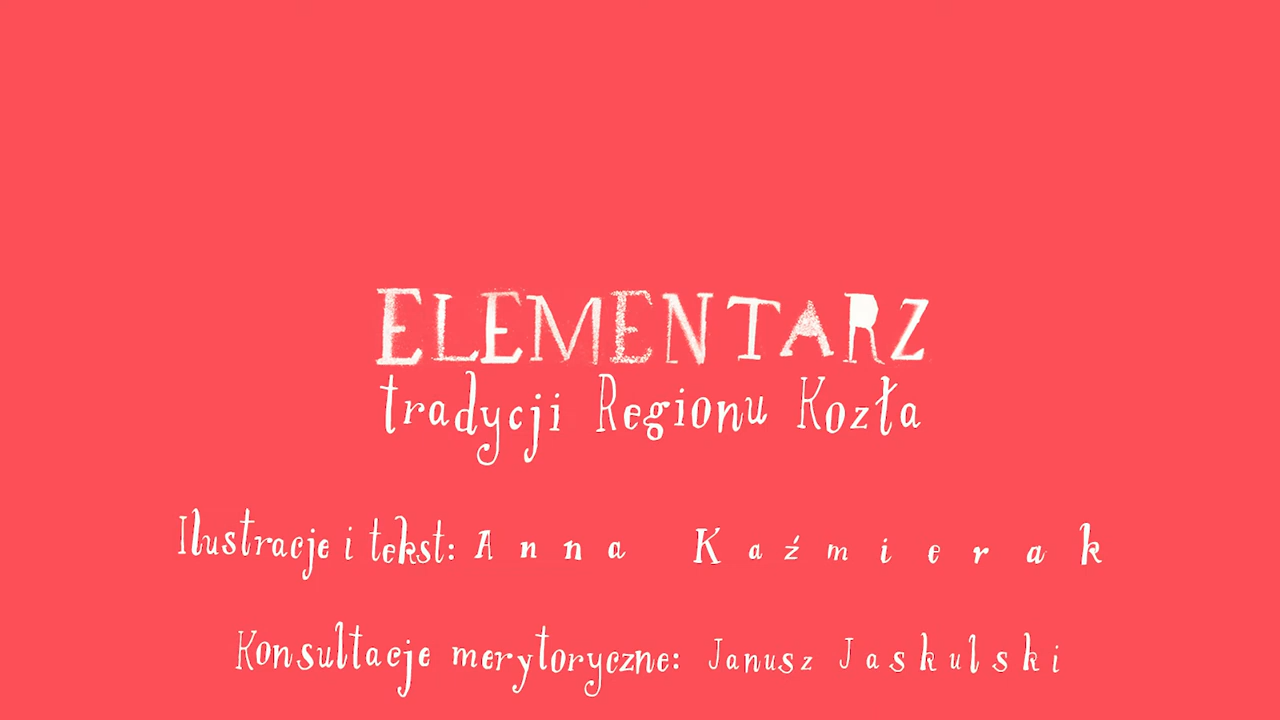 ELEMENTARZ
tradycji Regionu Kozła
Ilustracje i tekst: Anna Kaźmierak
Konsultacje merytoryczne: Janusz Jaskulski